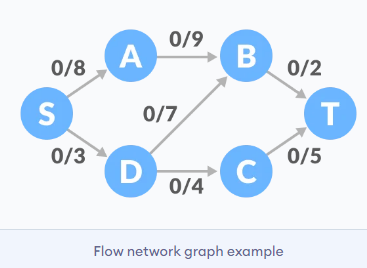 0/9
A
B
0/8
0/2
S
0/7
T
0/3
0/5
D
C
0/4
Flow network graph example